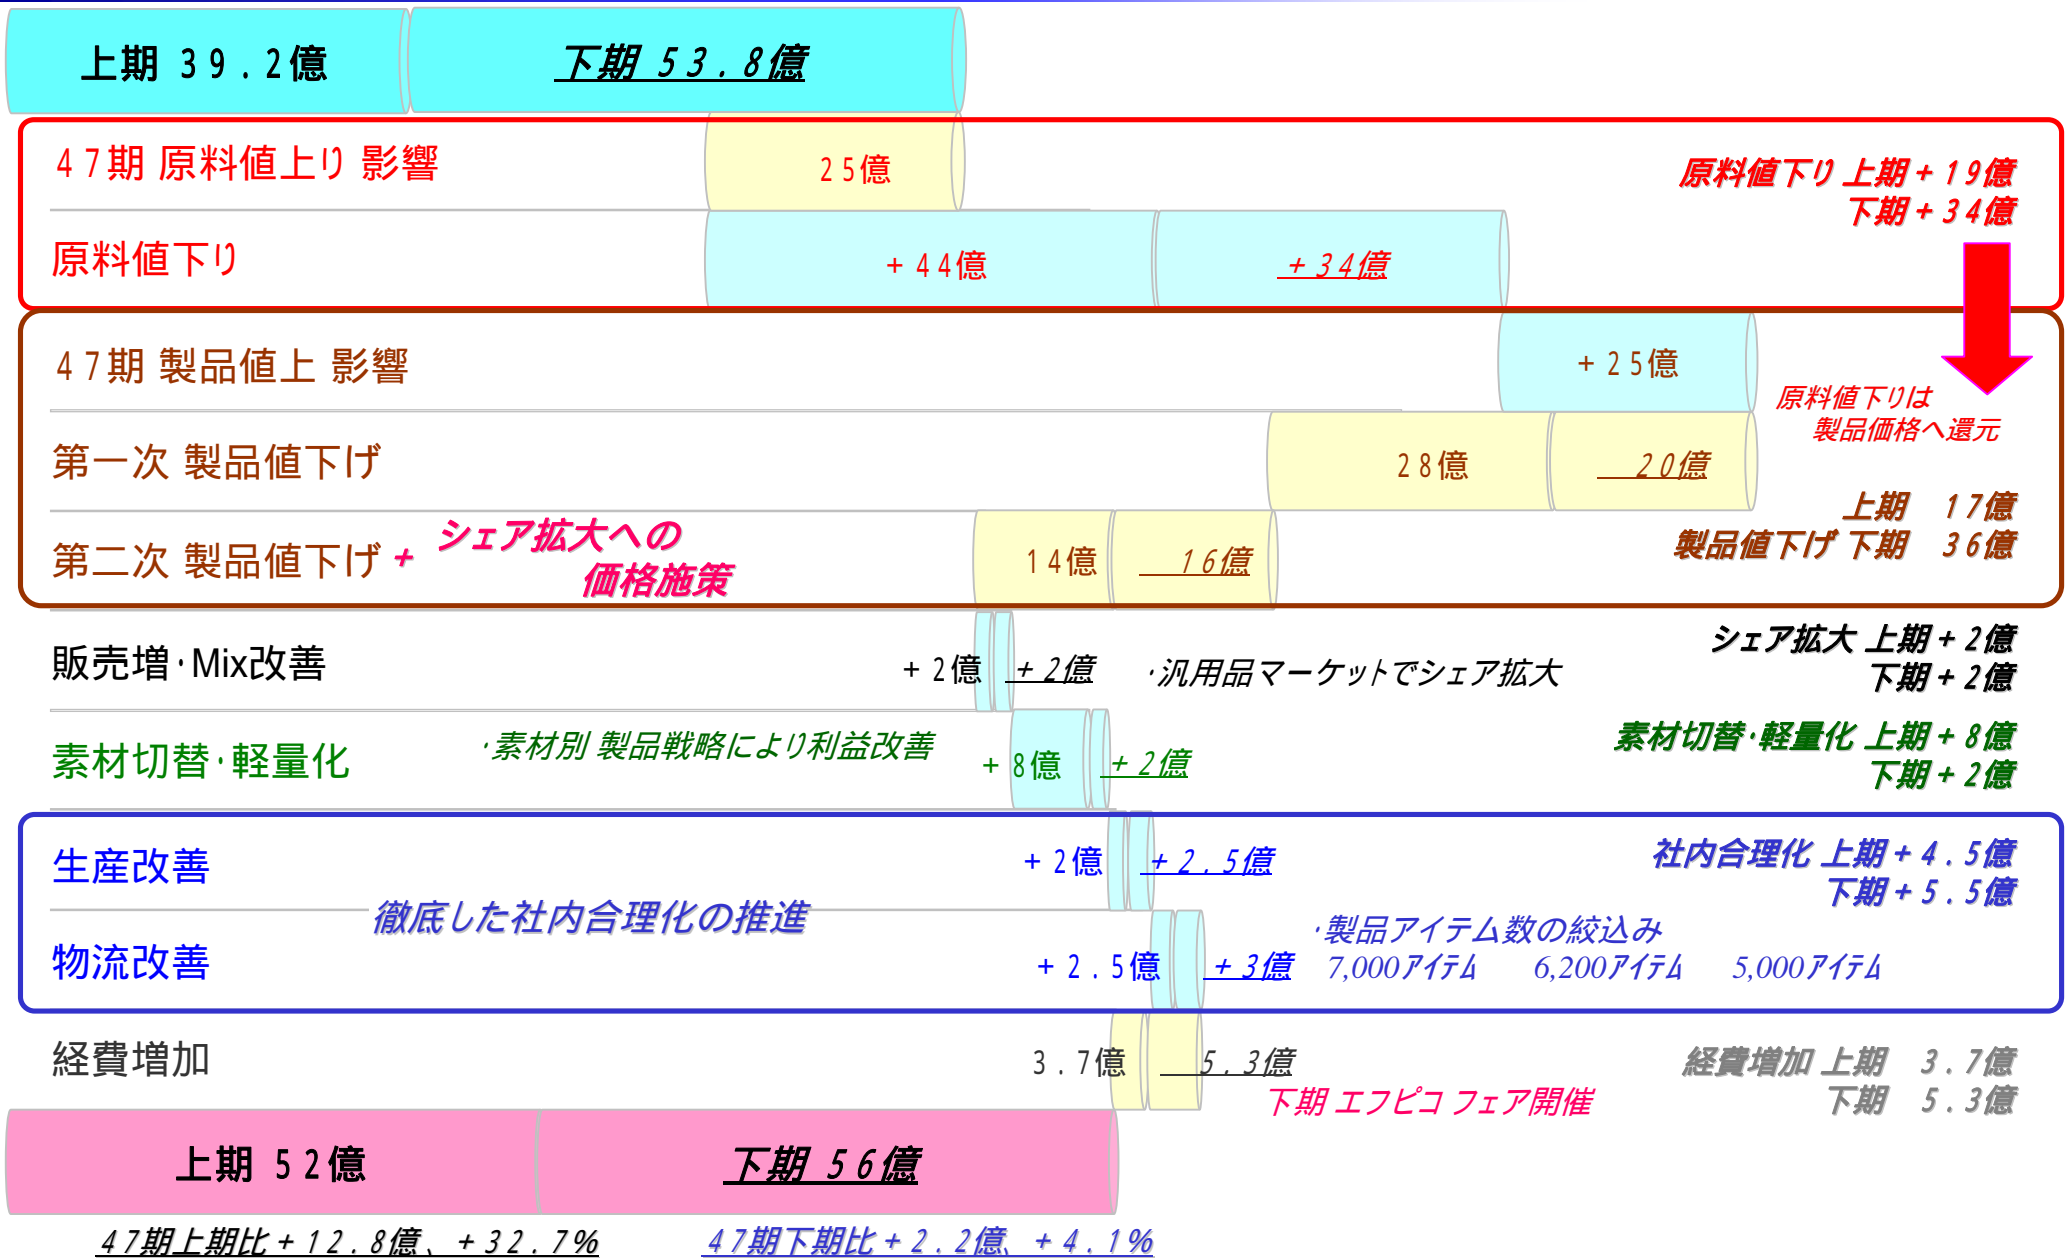 上期 39.2億 下期 53.8億
47期 原料値上り 影響 25億
原料値下り 上期+19億
下期+34億
原料値下り +44億 +34億
47期 製品値上 影響 +25億
原料値下りは
製品価格へ還元
第一次 製品値下げ 28億 20億
上期 17億
製品値下げ 下期 36億
第二次 製品値下げ+ シェア拡大への
価格施策
14億 16億
販売増・Mix改善 +2億 +2億 ・汎用品マーケットでシェア拡大
シェア拡大 上期+2億
下期+2億
素材切替・軽量化 ・素材別 製品戦略により利益改善 +8億 +2億
素材切替・軽量化 上期+8億
下期+2億
生産改善 +2億 +2.5億
社内合理化 上期+4.5億
下期+5.5億
徹底した社内合理化の推進
物流改善 +2.5億 +3億
・製品アイテム数の絞込み
7,000アイテム 6,200アイテム 5,000アイテム
経費増加 3.7億 5.3億
経費増加 上期 3.7億
下期 5.3億
下期 エフピコ フェア開催
上期 52億 下期 56億
47期上期比+12.8億、+32.7% 47期下期比+2.2億、+4.1%